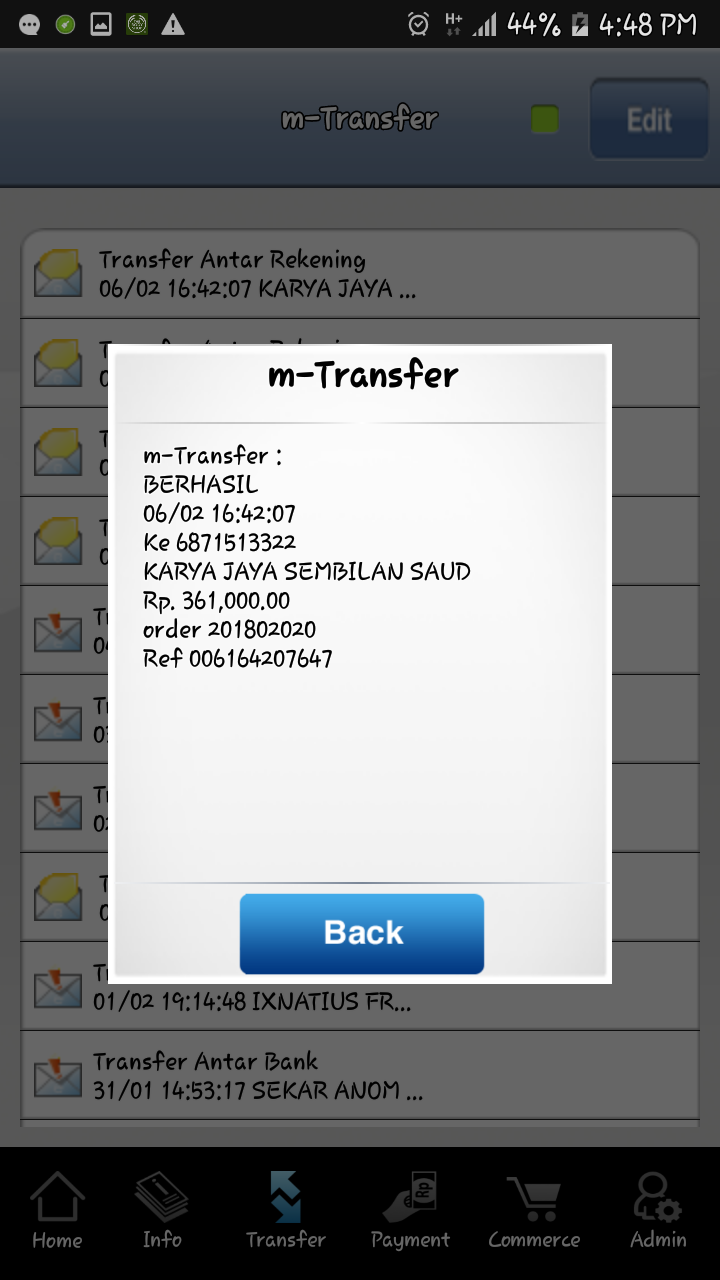 44% 4:48 PM
m-Transfer
Edit
Transfer Antar Rekening
06/02 16:42:07 KARYA JAYA ...
m-Transfer
m-Transfer :
BERHASIL
06/02 16:42:07
Ke 6871513322
KARYA JAYA SEMBILAN SAUD
Rp. 361,000.00
order 201802020
Ref 006164207647
Back
01/02 19:14:48 IXNATIUS FR...
Transfer Antar Bank
31/01 14:53:17 SEKAR ANOM ...
Home Info Transfer Payment Commerce Admin